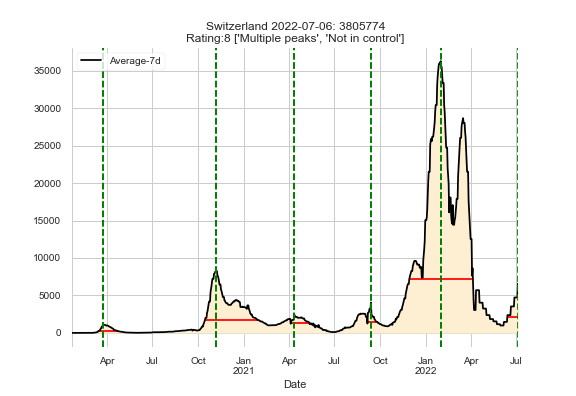 Switzerland 2022-07-06: 3805774
Rating:8 ['Multiple peaks', 'Not in control']
Average-7d
35000
30000
25000
20000
15000
10000
5000
0
Apr Jul Oct Jan Apr Jul Oct Jan Apr Jul
2021 2022
Date